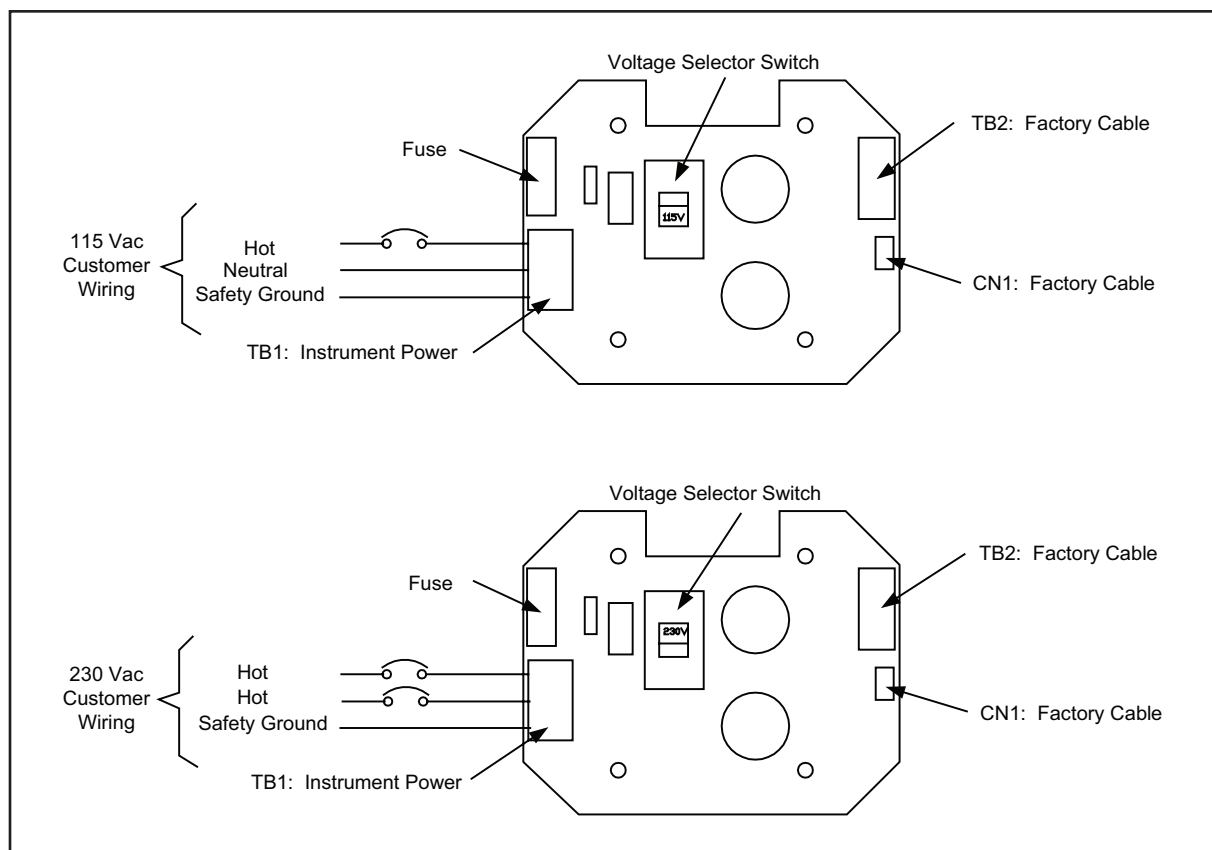 Voltage Selector Switch
TB2: Factory Cable
Fuse
115V
115 Vac
Customer
Wiring
Hot
Neutral
Safety Ground
CN1: Factory Cable
TB1: Instrument Power
Voltage Selector Switch
TB2: Factory Cable
Fuse
230V
230 Vac
Customer
Wiring
Hot
Hot
Safety Ground
CN1: Factory Cable
TB1: Instrument Power